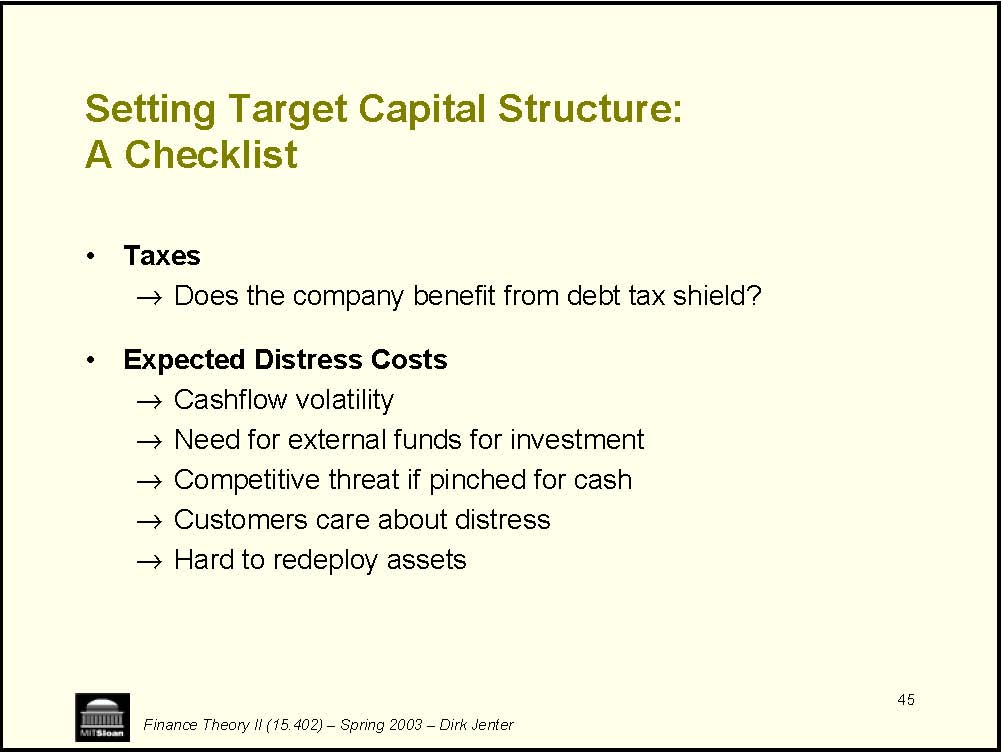 Setting Target Capital Structure:
A Checklist
• Taxes
→ Does the company benefit from debt tax shield?
• Expected Distress Costs
→ Cashflow volatility
→ Need for external funds for investment
→ Competitive threat if pinched for cash
→ Customers care about distress
→ Hard to redeploy assets
45
MITSloan
Finance Theory II (15.402) – Spring 2003 – Dirk Jenter